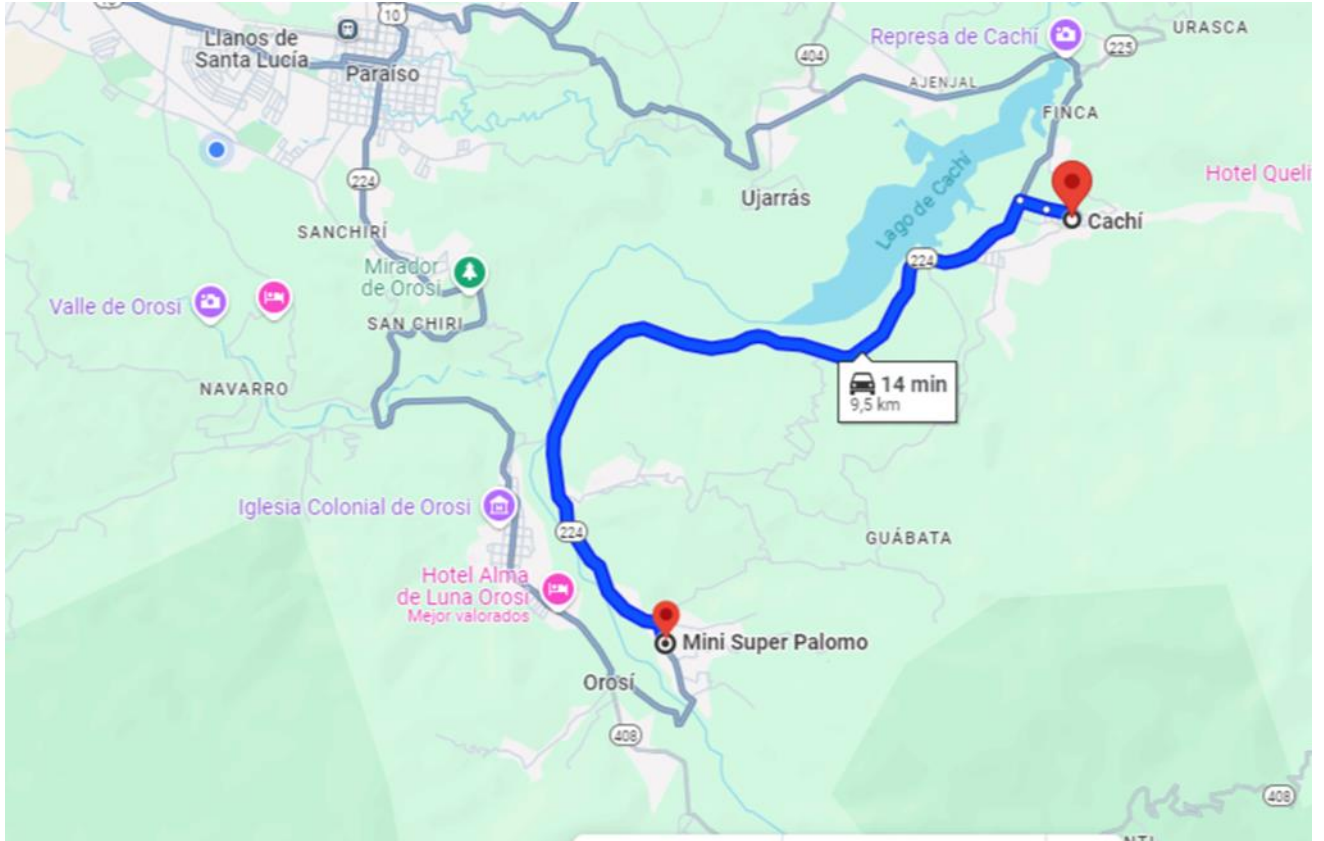 10
URASCA
Llanos de
Santa Lucía
Represa de Cachí
225
404
Paraíso
AJENJAL
FINCA
Hotel Queli
224
Ujarrás
Lago de Cachí
Cachí
SANCHIRÍ
224
Mirador
de Orosi
Valle de Orosi
SAN CHIRI
NAVARRO
14 min
9,5 km
Iglesia Colonial de Orosi
224
GUÁBATA
Hotel Alma
de Luna Orosi
Mejor valorados
Mini Super Palomo
Orosí
408
408